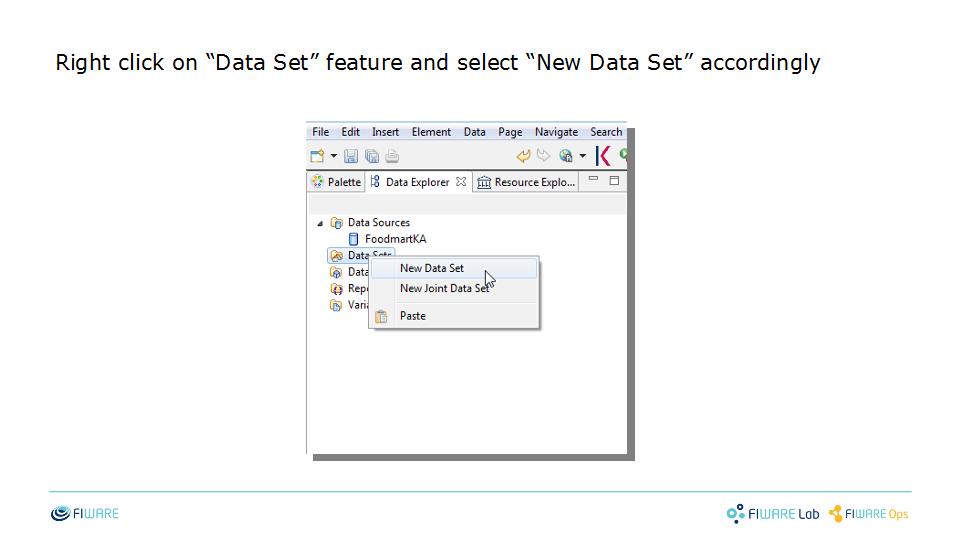 Right click on “Data Set” feature and select “New Data Set” accordingly
File Edit Insert Element Data Page Navigate Search
Palette Data Explorer Resource Explo...
Data Sources
FoodmartKA
Data Sets
New Data Set
Data
New Joint Data Set
Repo
Varia
Paste
FIWARE
FIWARE Lab
FIWARE Ops